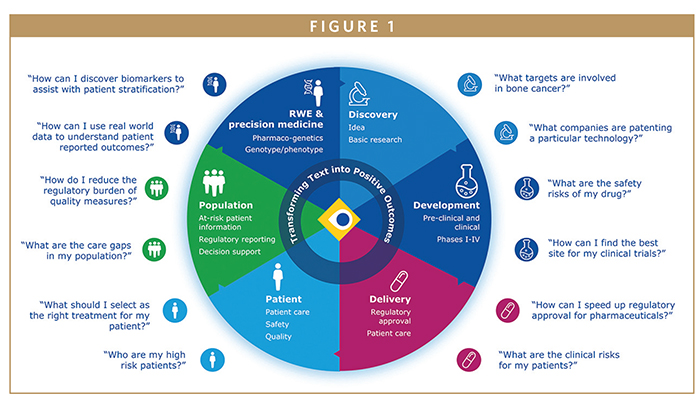 FIGURE 1
“How can I discover biomarkers to
assist with patient stratification?”
“How can I use real world
data to understand patient
reported outcomes?”
“How do I reduce the
regulatory burden of
quality measures?”
“What are the care gaps
in my population?”
“What should I select as
the right treatment for my
patient?”
“Who are my high
risk patients?”
RWE &
precision medicine
Pharmaco-genetics
Genotype/phenotype
Discovery
Idea
Basic research
Population
At-risk patient
information
Regulatory reporting
Decision support
Transforming Text into Positive Outcomes
Development
Pre-clinical and
clinical
Phases I-IV
Patient
Patient care
Safety
Quality
Delivery
Regulatory
approval
Patient care
“What targets are involved
in bone cancer?”
“What companies are patenting
a particular technology?”
“What are the safety
risks of my drug?”
“How can I find the best
site for my clinical trials?”
“How can I speed up regulatory
approval for pharmaceuticals?”
“What are the clinical risks
for my patients?”